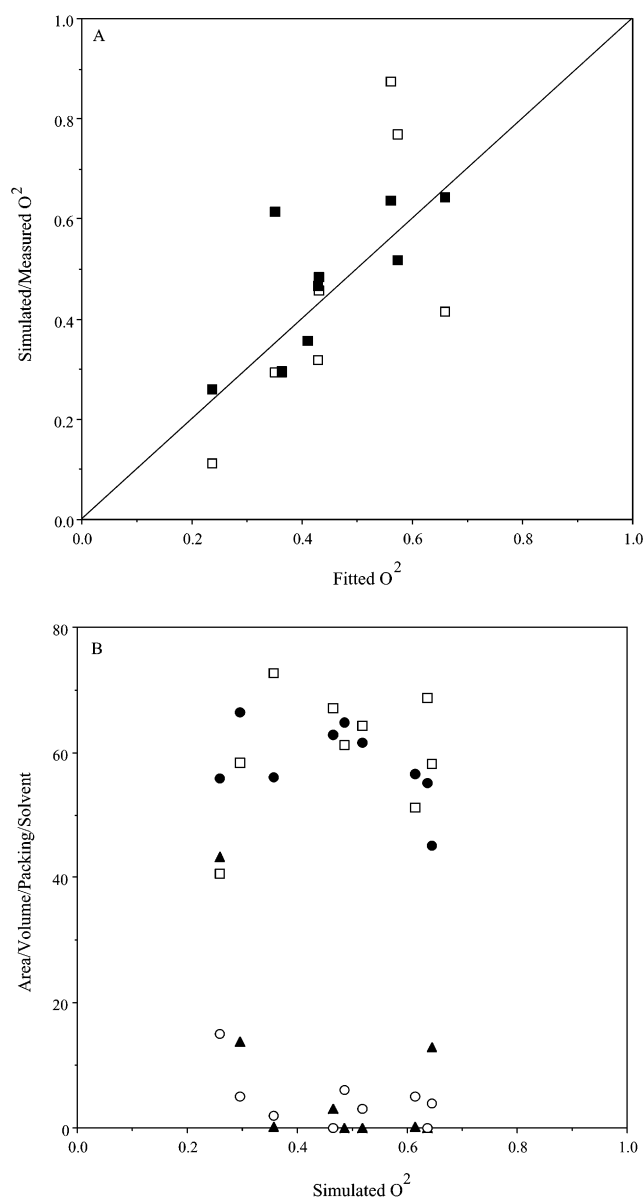 A
1.0
0.8
0.6
0.4
0.2
0.0
Simulated/Measured O2
0.0 0.2 0.4 0.6 0.8 1.0
Fitted O2
B
80
60
40
20
0
Area/Volume/Packing/Solvent
0.0 0.2 0.4 0.6 0.8 1.0
Simulated O2